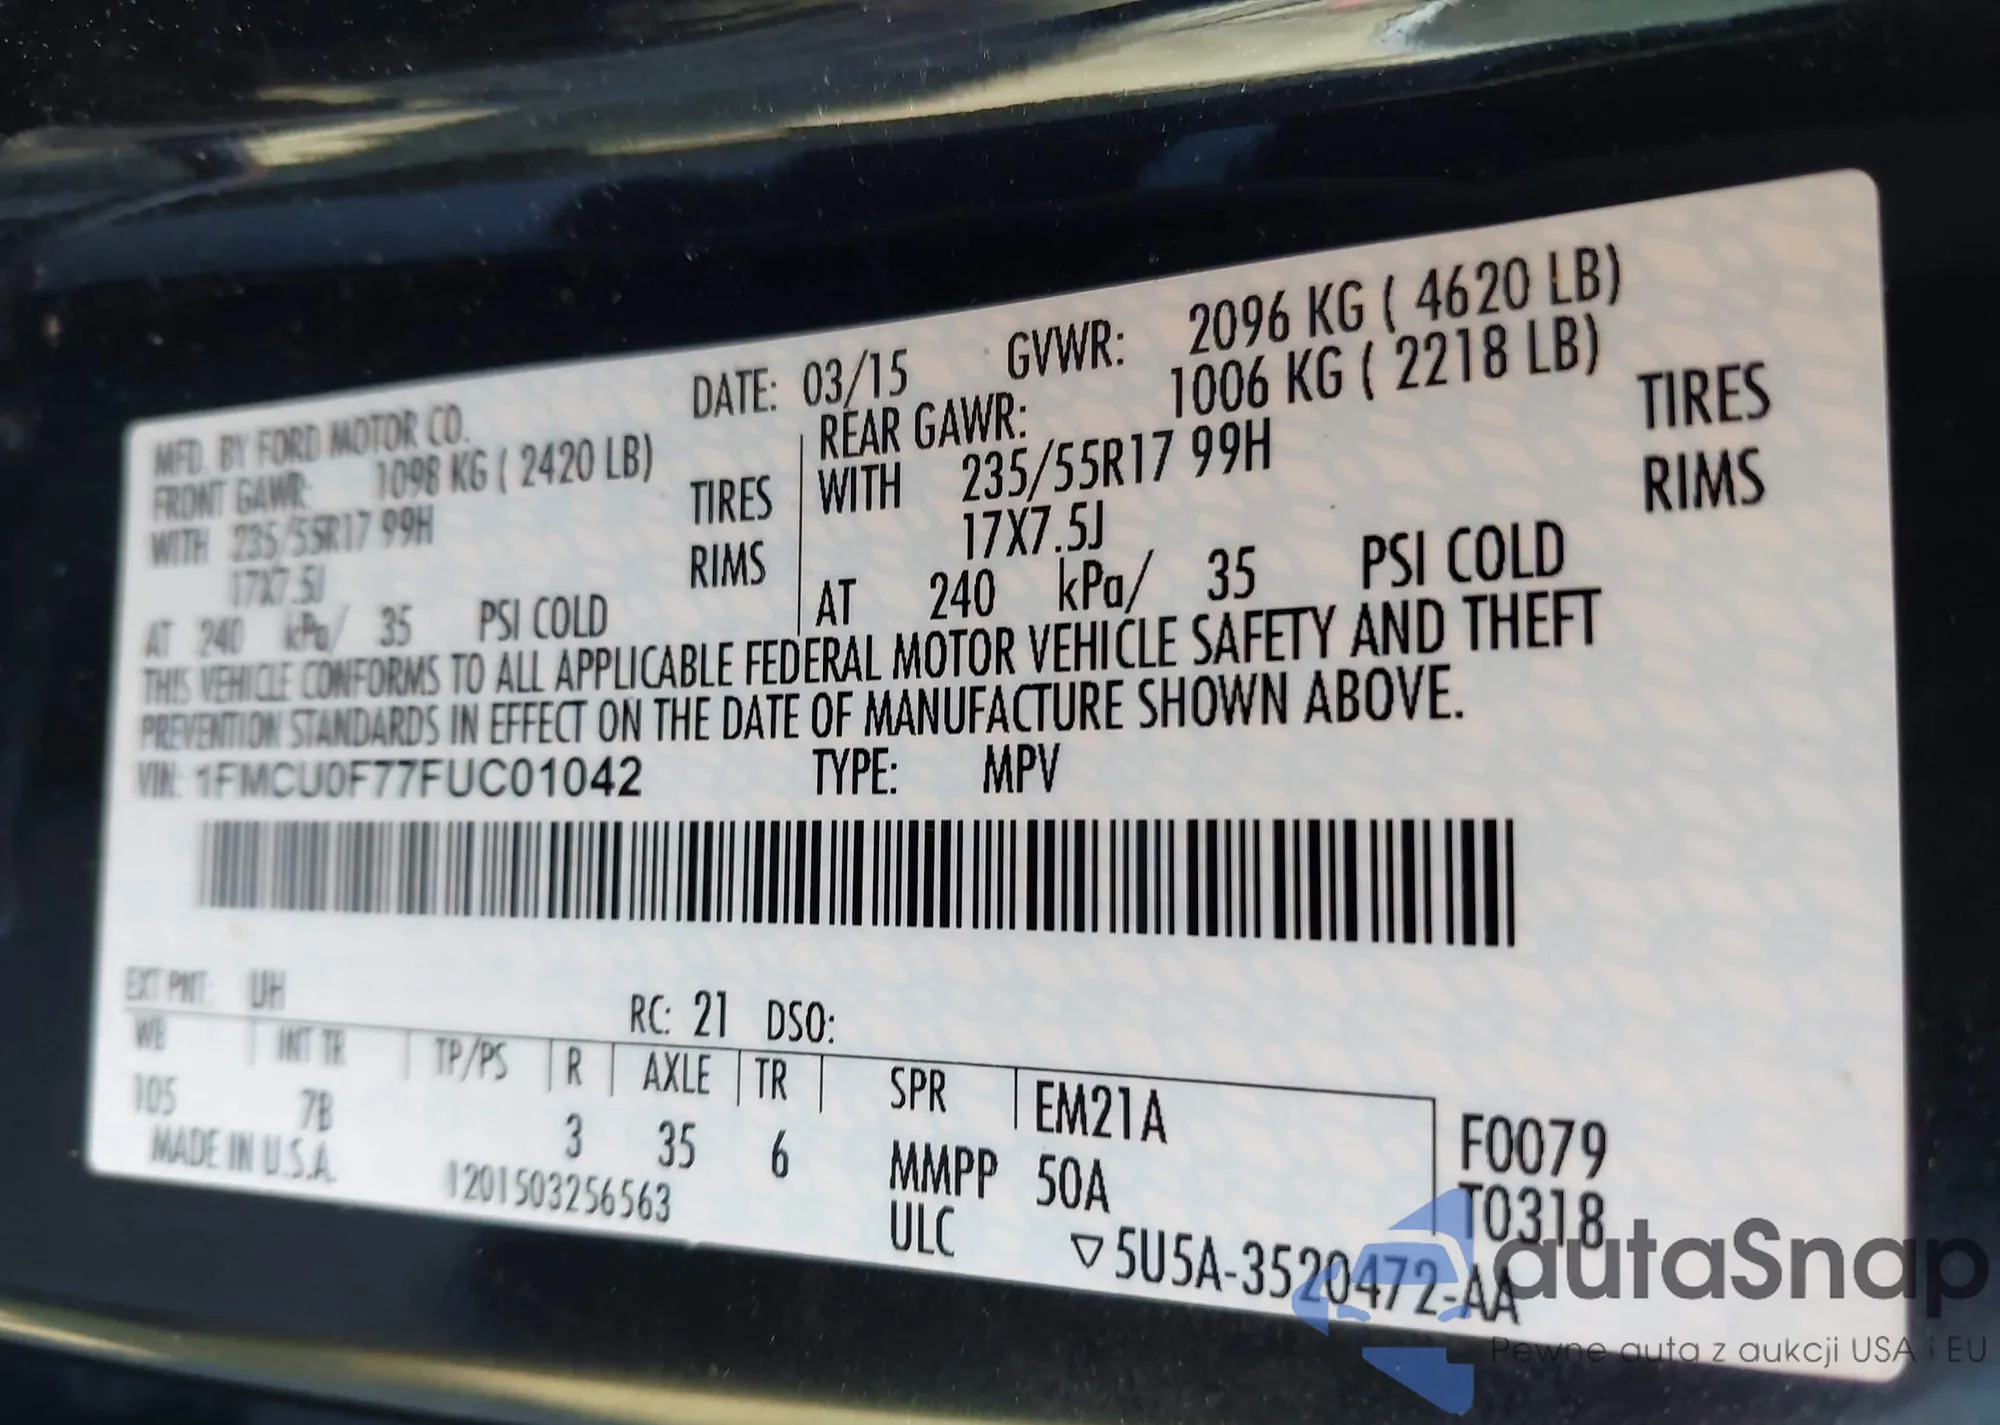 MFD. BY FORD MOTOR CO. DATE: 03/15 GVWR: 2096 KG ( 4620 LB)
FRONT GAWR: 1098 KG ( 2420 LB) REAR GAWR: 1006 KG ( 2218 LB)
WITH 235/55R17 99H TIRES WITH 235/55R17 99H TIRES
17X7.5J RIMS 17X7.5J RIMS
AT 240 kPa/ 35 PSI COLD AT 240 kPa/ 35 PSI COLD
THIS VEHICLE CONFORMS TO ALL APPLICABLE FEDERAL MOTOR VEHICLE SAFETY AND THEFT
PREVENTION STANDARDS IN EFFECT ON THE DATE OF MANUFACTURE SHOWN ABOVE.
VIN: 1FMCU0F77FUC01042 TYPE: MPV
EXT PNT: UH RC: 21 DSO:
WB INT TR TP/PS R AXLE TR SPR EM21A F0079
105 7B 3 35 6 MMPP 50A T0318
MADE IN U.S.A. 1201503256563 ULC ▽5U5A-3520472-AA
autaSnap
Pewne auta z aukcji USA i EU